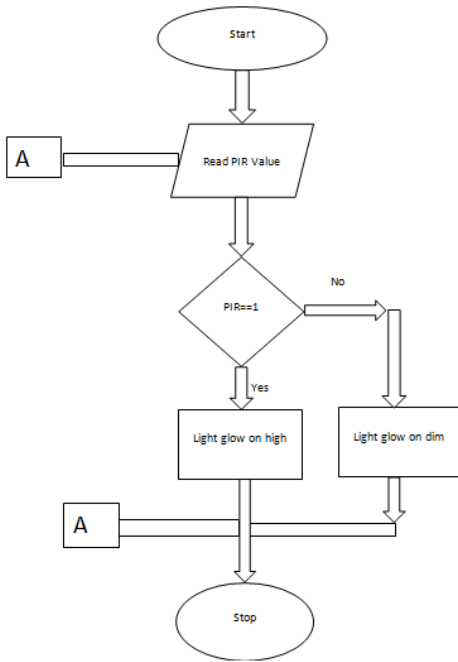 Start
A
Read PIR Value
PIR==1
No
Yes
Light glow on high
Light glow on dim
A
Stop